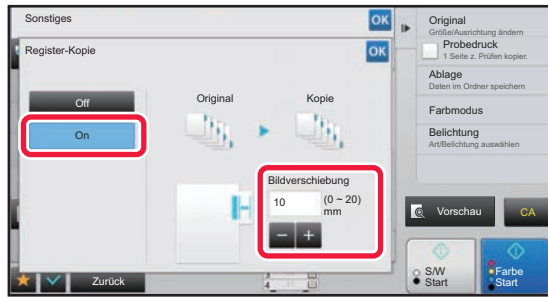 Sonstiges
OK
Register-Kopie
OK
Off
On
Original
Kopie
Bildverschiebung
10
(0 ~ 20)
mm
Zurück
Original
Größe/Ausrichtung ändern
Probedruck
1 Seite z. Prüfen kopier.
Ablage
Daten im Ordner speichern
Farbmodus
Belichtung
Art/Belichtung auswählen
Vorschau
CA
S/W
Start
Farbe
Start